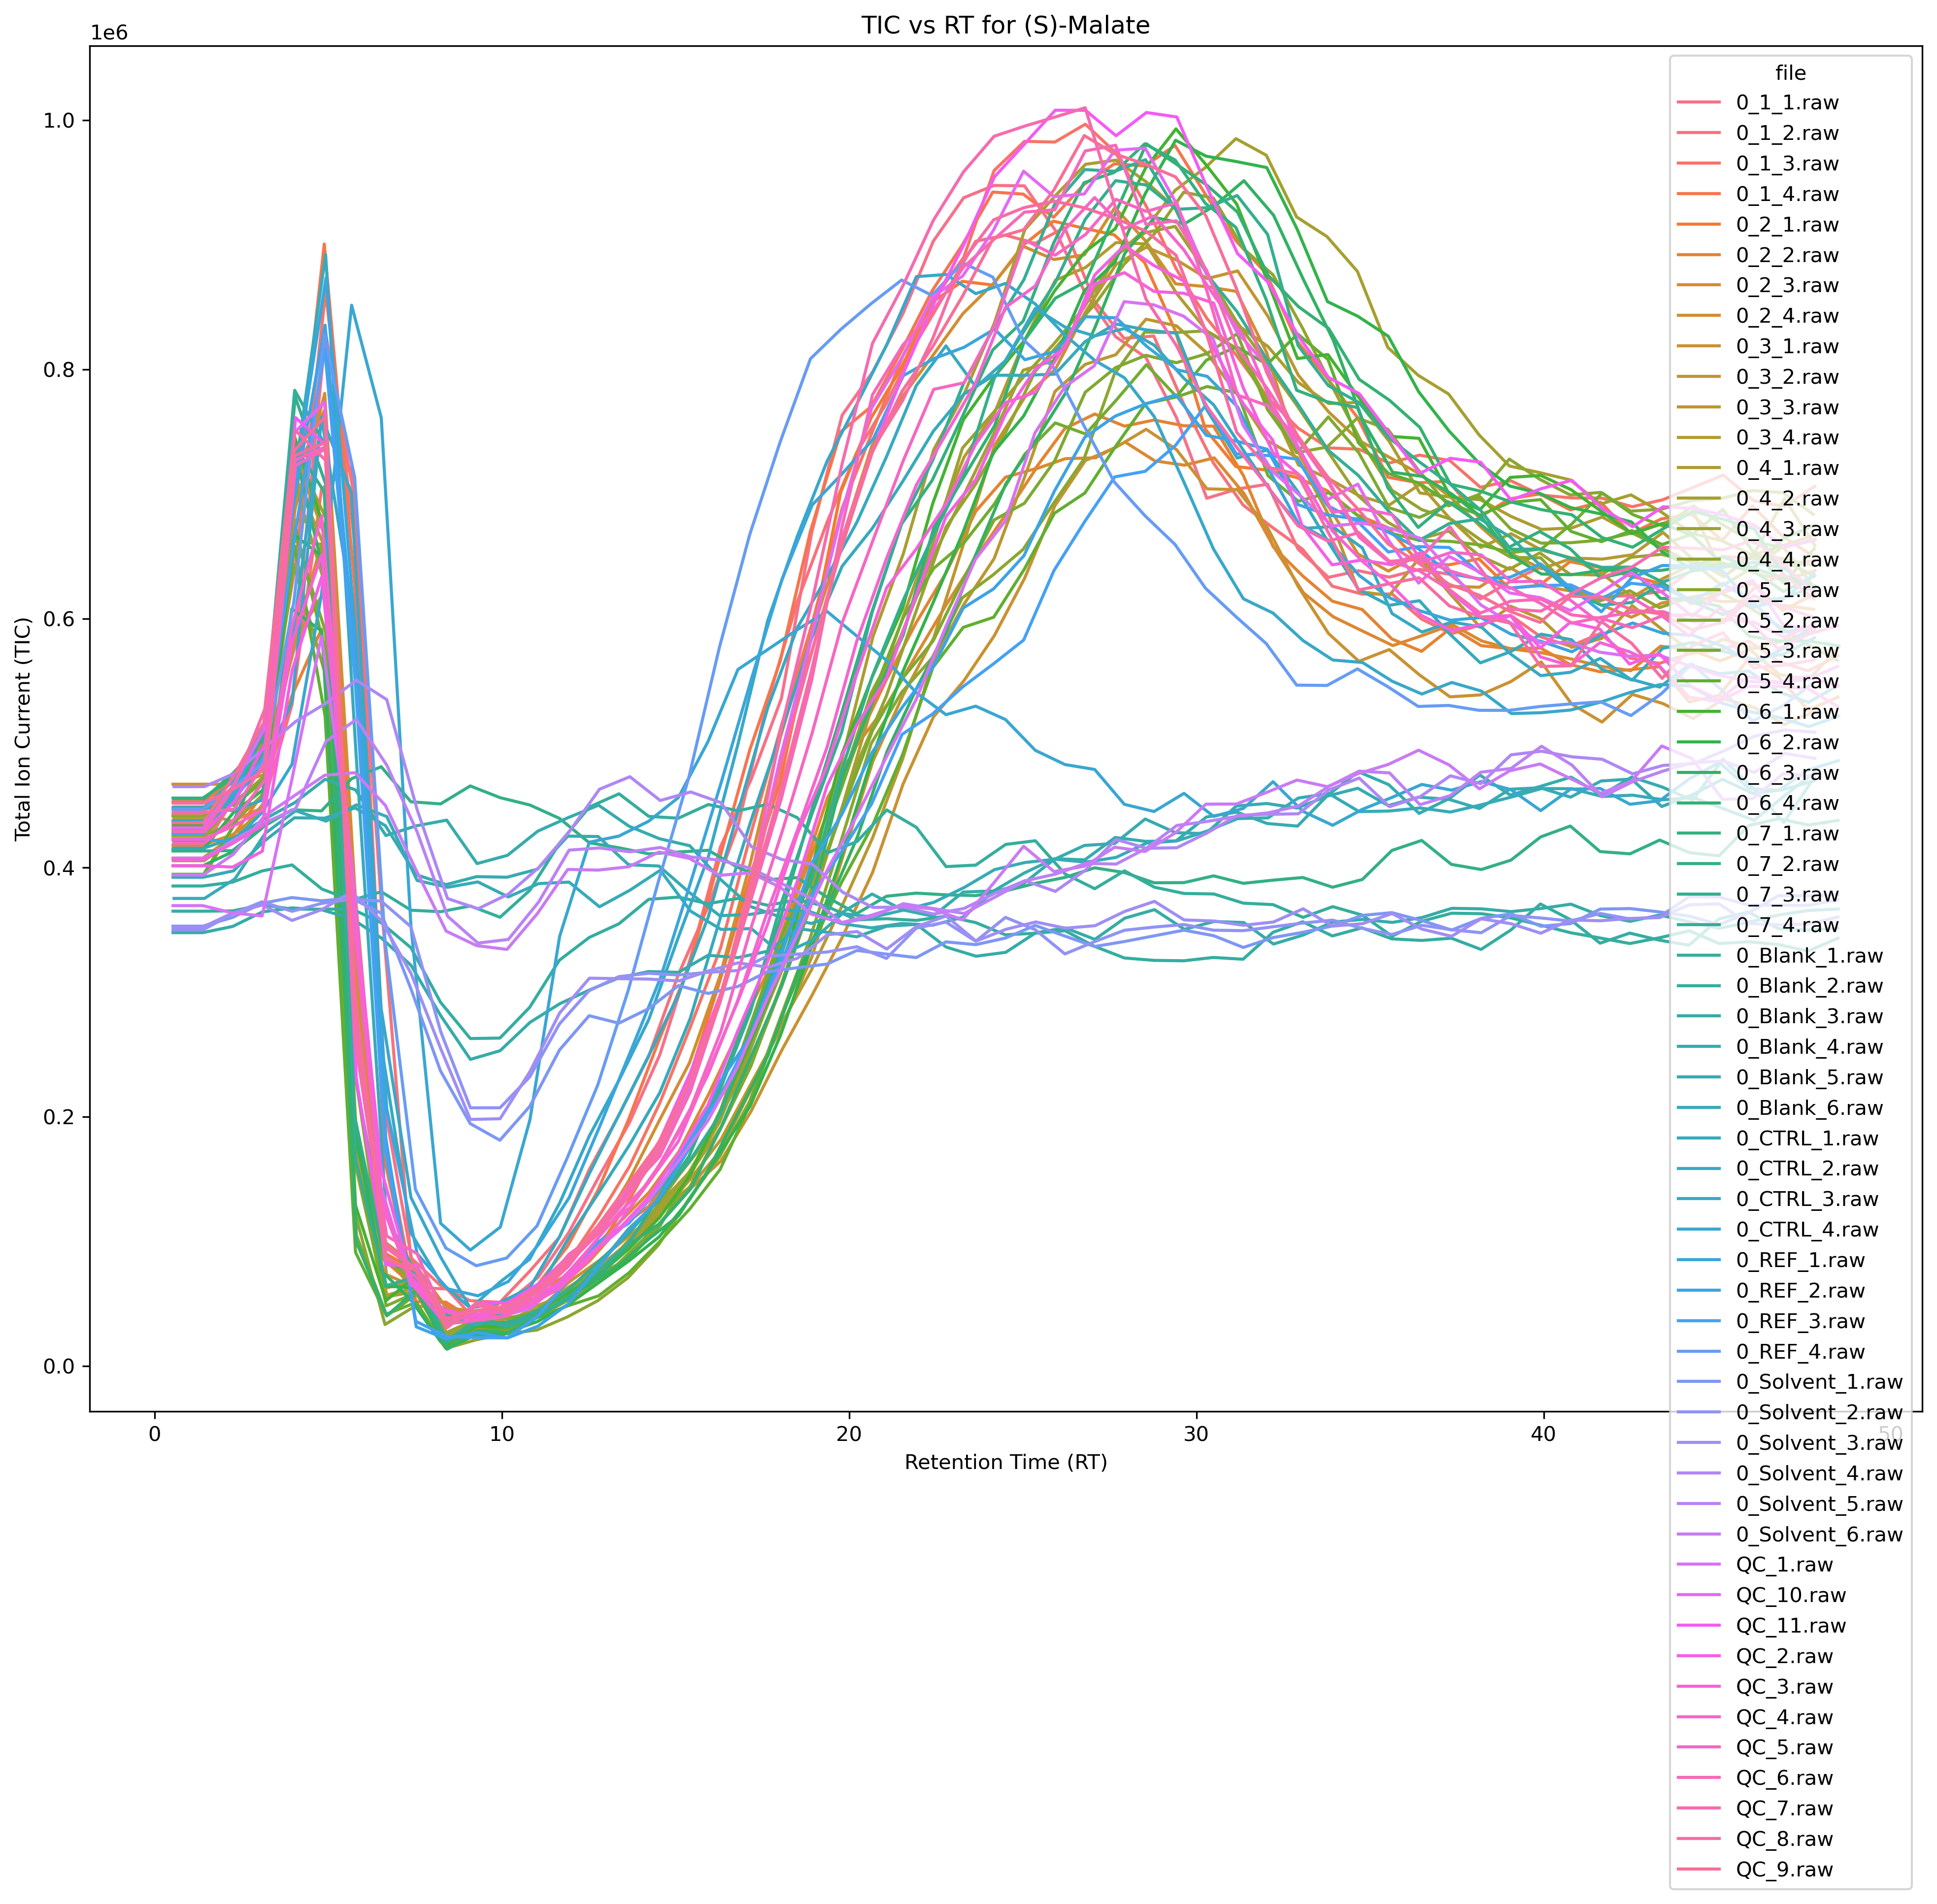 TIC vs RT for (S)-Malate
1e6
1.0
0.8
0.6
0.4
0.2
0.0
Total Ion Current (TIC)
0 10 20 30 40 50
Retention Time (RT)
file
0_1_1.raw
0_1_2.raw
0_1_3.raw
0_1_4.raw
0_2_1.raw
0_2_2.raw
0_2_3.raw
0_2_4.raw
0_3_1.raw
0_3_2.raw
0_3_3.raw
0_3_4.raw
0_4_1.raw
0_4_2.raw
0_4_3.raw
0_4_4.raw
0_5_1.raw
0_5_2.raw
0_5_3.raw
0_5_4.raw
0_6_1.raw
0_6_2.raw
0_6_3.raw
0_6_4.raw
0_7_1.raw
0_7_2.raw
0_7_3.raw
0_7_4.raw
0_Blank_1.raw
0_Blank_2.raw
0_Blank_3.raw
0_Blank_4.raw
0_Blank_5.raw
0_Blank_6.raw
0_CTRL_1.raw
0_CTRL_2.raw
0_CTRL_3.raw
0_CTRL_4.raw
0_REF_1.raw
0_REF_2.raw
0_REF_3.raw
0_REF_4.raw
0_Solvent_1.raw
0_Solvent_2.raw
0_Solvent_3.raw
0_Solvent_4.raw
0_Solvent_5.raw
0_Solvent_6.raw
QC_1.raw
QC_10.raw
QC_11.raw
QC_2.raw
QC_3.raw
QC_4.raw
QC_5.raw
QC_6.raw
QC_7.raw
QC_8.raw
QC_9.raw